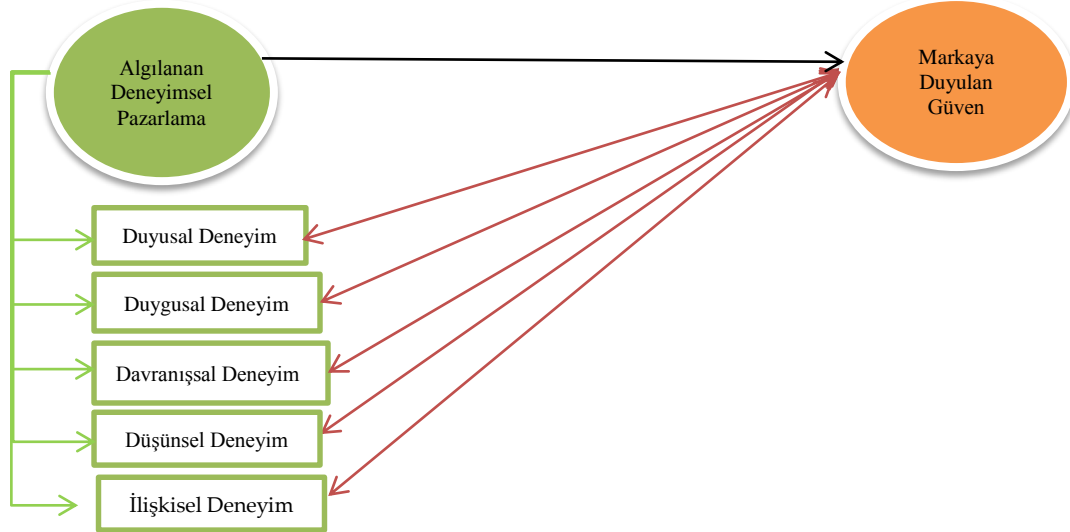 Algılanan
Deneyimsel
Pazarlama
Markaya
Duyulan
Güven
Duyusal Deneyim
Duygusal Deneyim
Davranışsal Deneyim
Düşünsel Deneyim
İlişkisel Deneyim